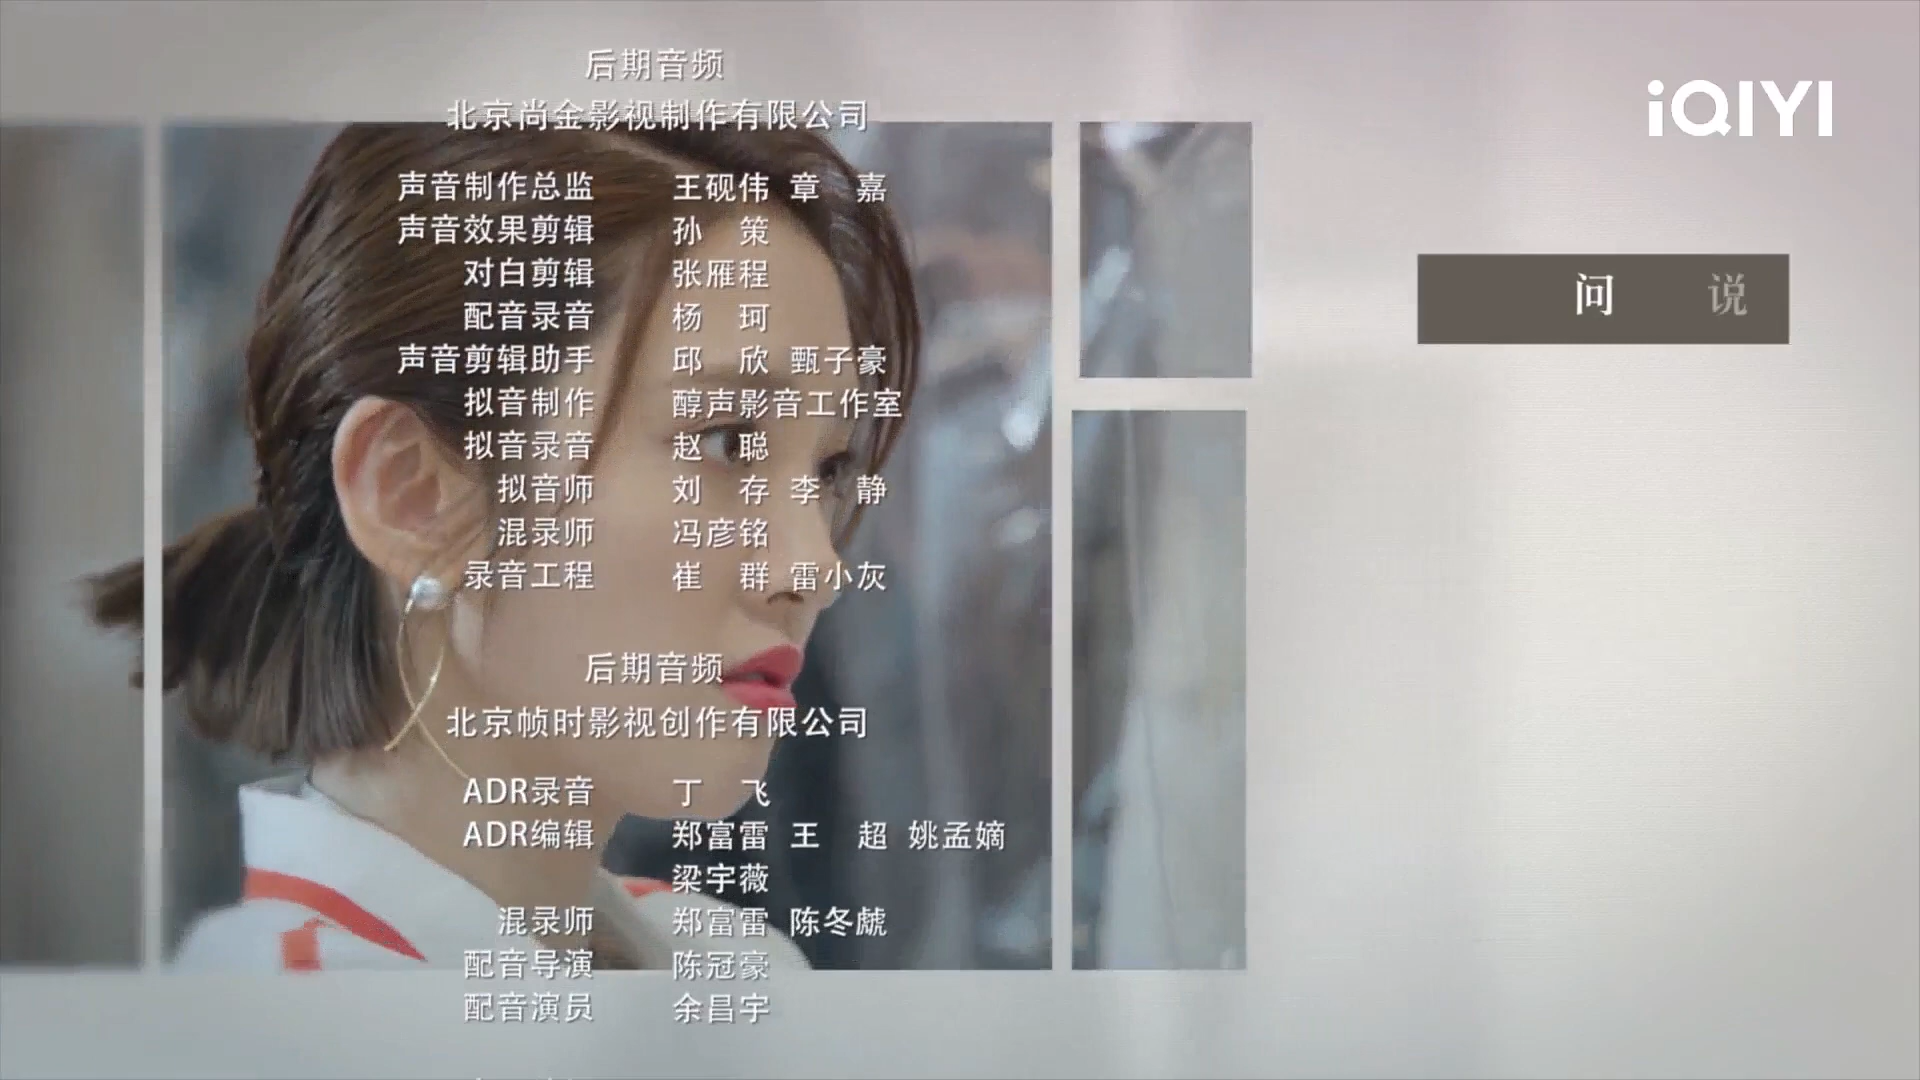 后期音频
北京尚金影视制作有限公司
iQIYI
声音制作总监 王砚伟 章 嘉
声音效果剪辑 孙 策
对白剪辑 张雁程
问 说
配音录音 杨 珂
声音剪辑助手 邱 欣 甄子豪
拟音制作 醇声影音工作室
拟音录音 赵 聪
拟音师 刘 存 李 静
混录师 冯彦铭
录音工程 崔 群 雷小灰
后期音频
北京帧时影视创作有限公司
ADR录音 丁 飞
ADR编辑 郑富雷 王 超 姚孟嫡
梁宇薇
混录师 郑富雷 陈冬虣
配音导演 陈冠豪
配音演员 余昌宇